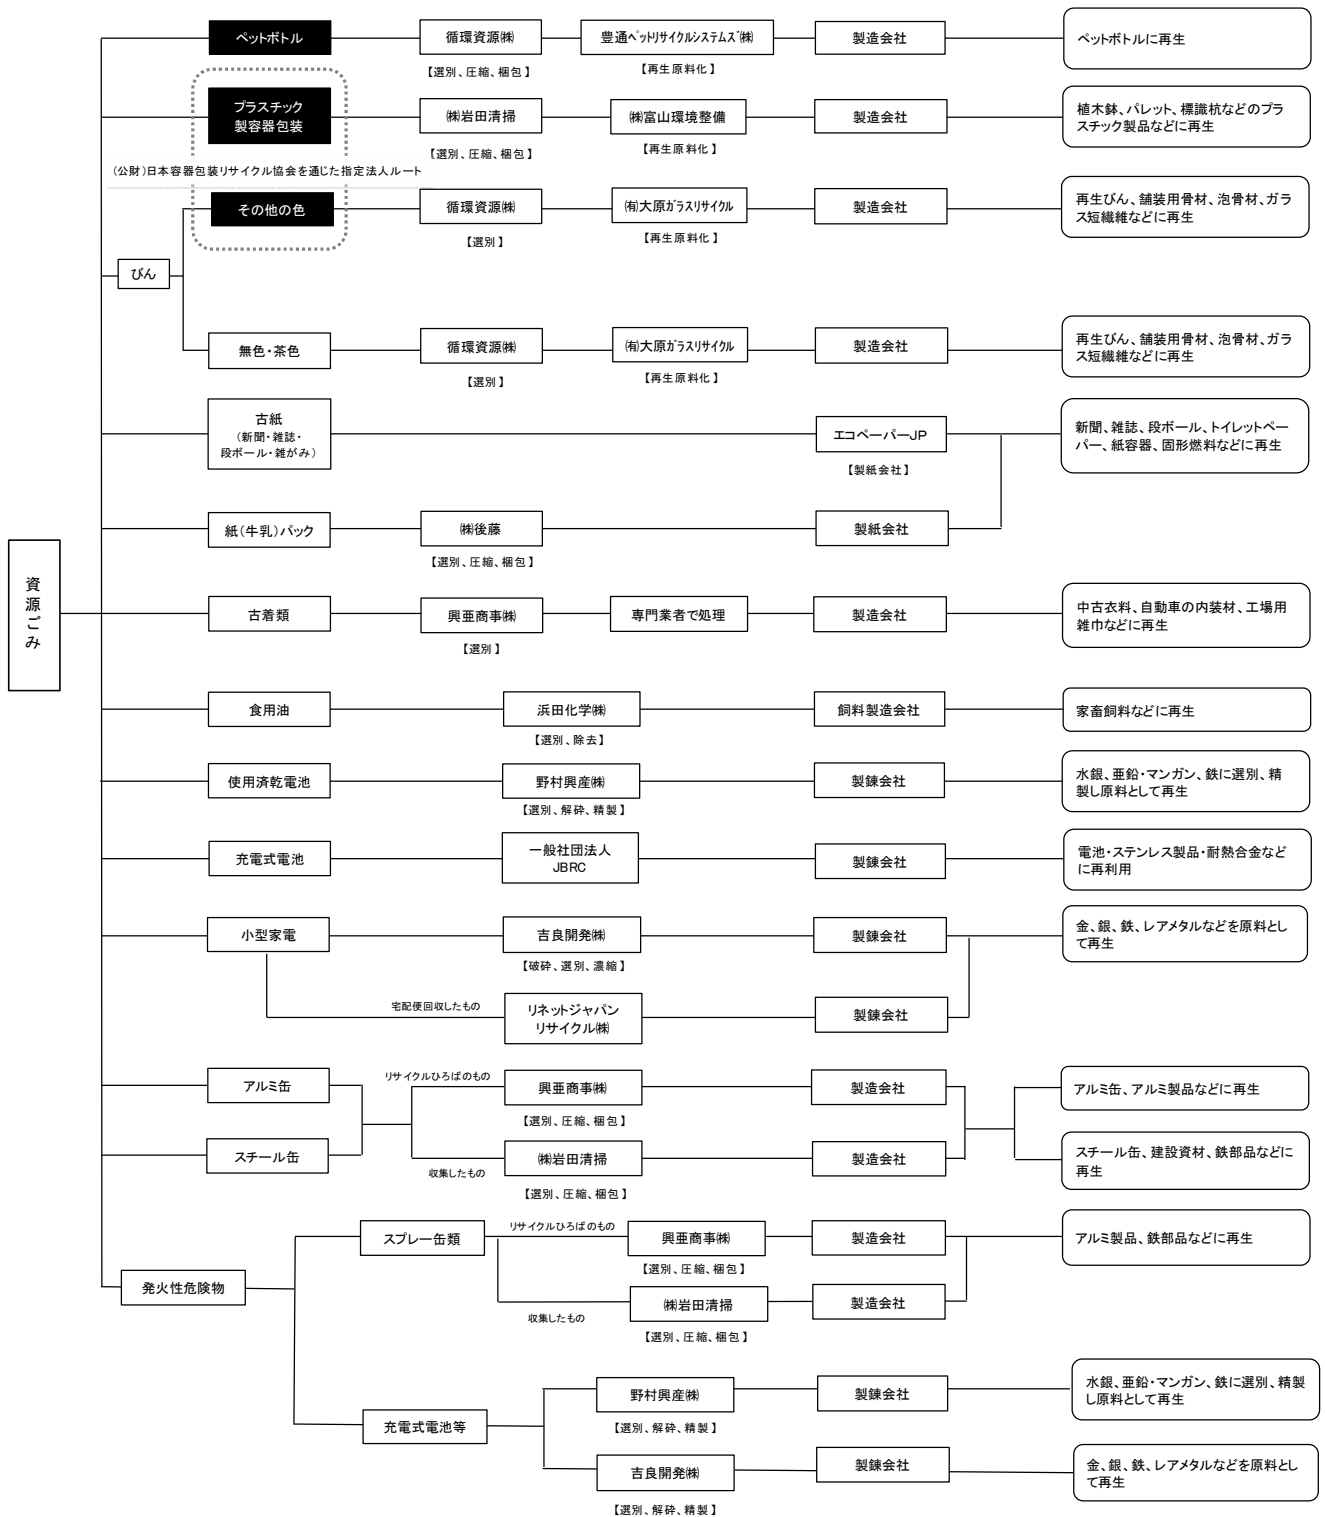 ペットボトル
循環資源㈱
【選別、圧縮、梱包】
豊通ペットリサイクルシステムズ㈱
【再生原料化】
製造会社
ペットボトルに再生
プラスチック
製容器包装
㈱岩田清掃
【選別、圧縮、梱包】
㈱富山環境整備
【再生原料化】
製造会社
植木鉢、パレット、標識杭などのプラ
スチック製品などに再生
(公財)日本容器包装リサイクル協会を通じた指定法人ルート
その他の色
循環資源㈱
【選別】
㈲大原ガラスリサイクル
【再生原料化】
製造会社
再生びん、舗装用骨材、泡骨材、ガラ
ス短繊維などに再生
びん
無色・茶色
循環資源㈱
【選別】
㈲大原ガラスリサイクル
【再生原料化】
製造会社
再生びん、舗装用骨材、泡骨材、ガラ
ス短繊維などに再生
古紙
(新聞・雑誌・
段ボール・雑がみ)
エコペーパーJP
【製紙会社】
新聞、雑誌、段ボール、トイレットペー
パー、紙容器、固形燃料などに再生
紙(牛乳)パック
㈱後藤
【選別、圧縮、梱包】
製紙会社
資源ごみ
古着類
興亜商事㈱
【選別】
専門業者で処理
製造会社
中古衣料、自動車の内装材、工場用
雑巾などに再生
食用油
浜田化学㈱
【選別、除去】
飼料製造会社
家畜飼料などに再生
使用済乾電池
野村興産㈱
【選別、解砕、精製】
製錬会社
水銀、亜鉛・マンガン、鉄に選別、精
製し原料として再生
充電式電池
一般社団法人
JBRC
製錬会社
電池・ステンレス製品・耐熱合金など
に再利用
小型家電
吉良開発㈱
【破砕、選別、濃縮】
製錬会社
金、銀、鉄、レアメタルなどを原料とし
て再生
宅配便回収したもの
リネットジャパン
リサイクル㈱
製錬会社
アルミ缶
リサイクルひろばのもの
興亜商事㈱
【選別、圧縮、梱包】
製造会社
アルミ缶、アルミ製品などに再生
スチール缶
収集したもの
㈱岩田清掃
【選別、圧縮、梱包】
製造会社
スチール缶、建設資材、鉄部品などに
再生
発火性危険物
スプレー缶類
リサイクルひろばのもの
興亜商事㈱
【選別、圧縮、梱包】
製造会社
アルミ製品、鉄部品などに再生
収集したもの
㈱岩田清掃
【選別、圧縮、梱包】
製造会社
充電式電池等
野村興産㈱
【選別、解砕、精製】
製錬会社
水銀、亜鉛・マンガン、鉄に選別、精製
し原料として再生
吉良開発㈱
【選別、解砕、精製】
製錬会社
金、銀、鉄、レアメタルなどを原料とし
て再生